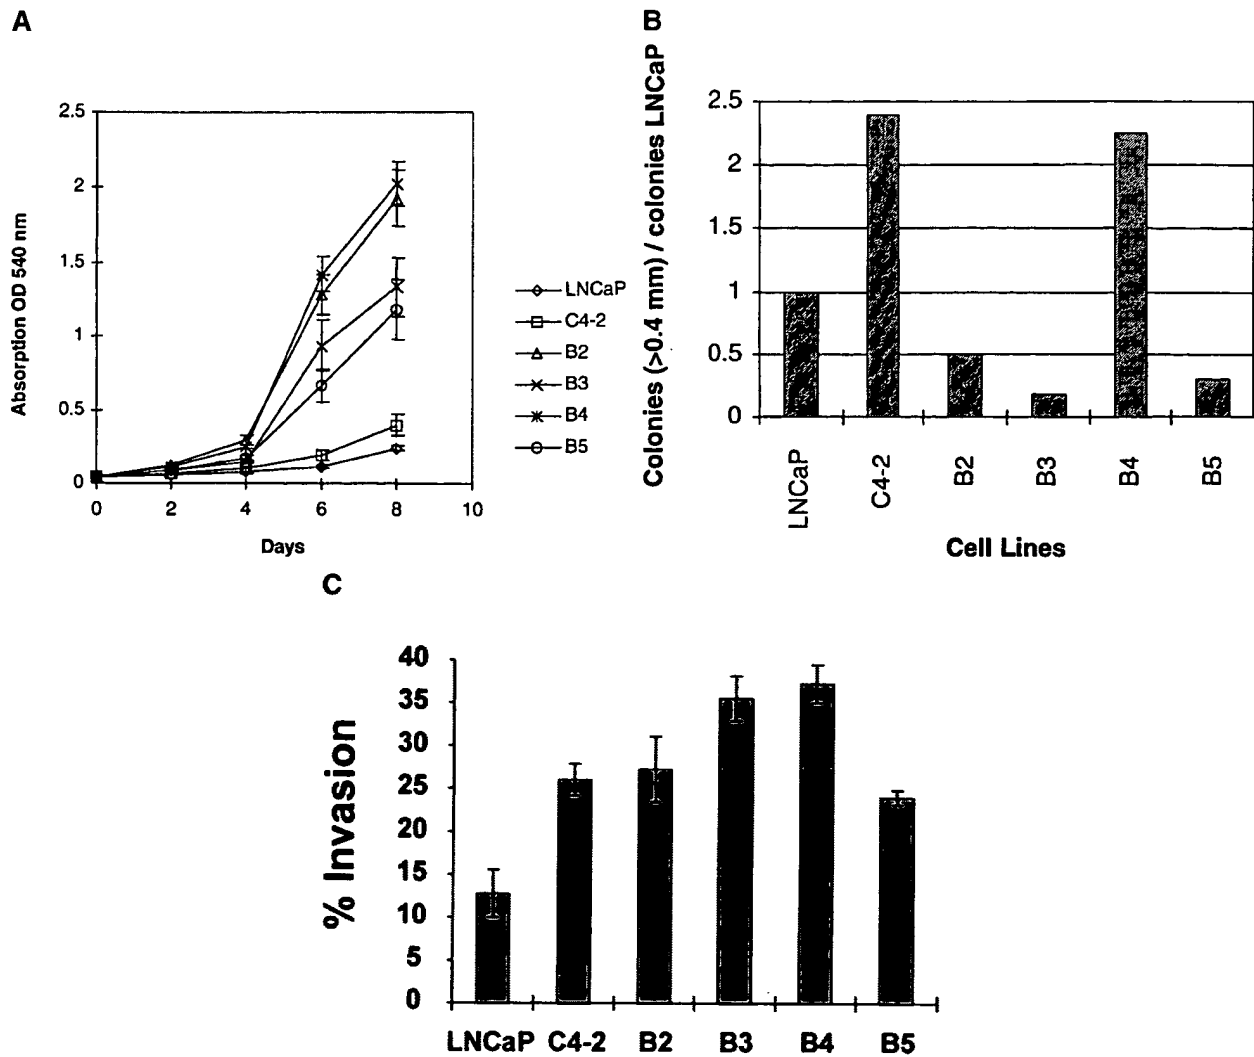 A
2.5
2
1.5
1
0.5
0
Absorption OD 540 nm
0 2 4 6 8 10
Days
LNCaP
C4-2
B2
B3
B4
B5
B
Colonies (>0.4 mm) / colonies LNCaP
2.5
2
1.5
1
0.5
0
LNCaP C4-2 B2 B3 B4 B5
Cell Lines
C
% Invasion
40
35
30
25
20
15
10
5
0
LNCaP C4-2 B2 B3 B4 B5